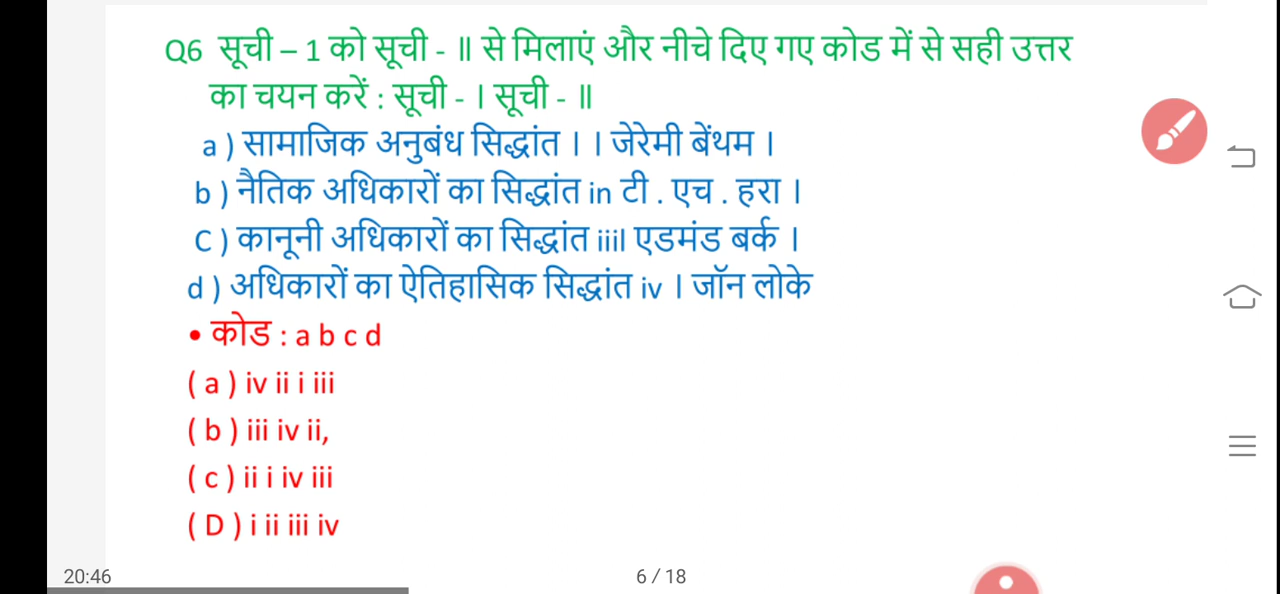 Q6 सूची – 1 को सूची - ॥ से मिलाएं और नीचे दिए गए कोड में से सही उत्तर
का चयन करें : सूची - । सूची - ॥
a ) सामाजिक अनुबंध सिद्धांत । । जेरेमी बेंथम ।
b ) नैतिक अधिकारों का सिद्धांत in टी . एच . हरा ।
C ) कानूनी अधिकारों का सिद्धांत iiil एडमंड बर्क ।
d ) अधिकारों का ऐतिहासिक सिद्धांत iv । जॉन लोके
• कोड : a b c d
( a ) iv ii i iii
( b ) iii iv ii,
( c ) ii i iv iii
( D ) i ii iii iv
20:46
6 / 18